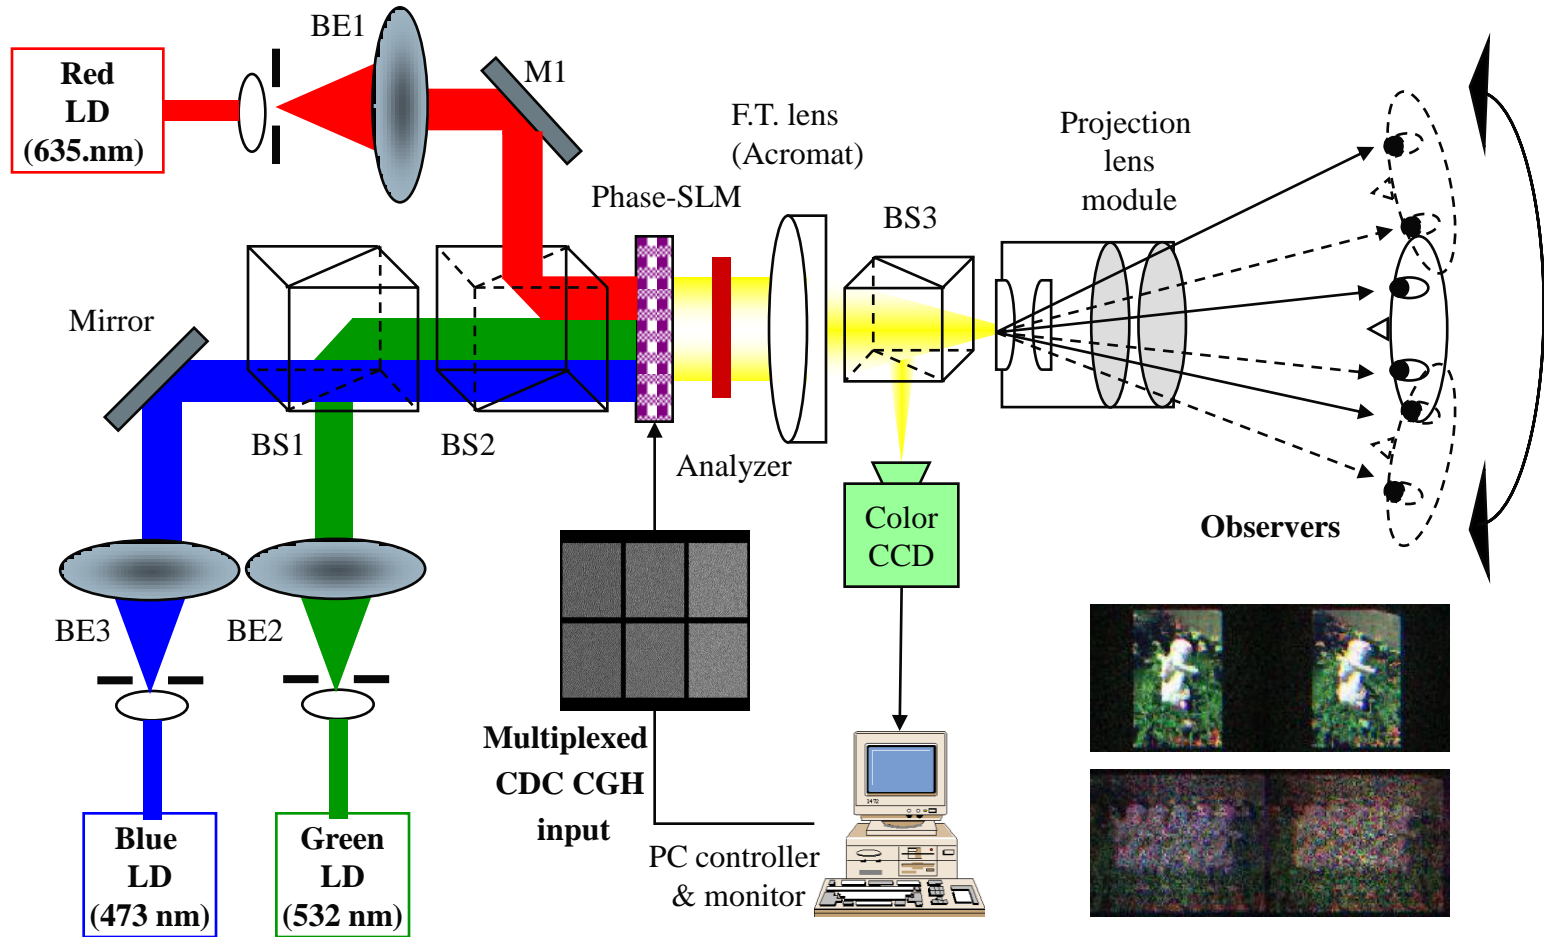 BE1
Red
LD
(635.nm)
M1
F.T. lens
(Acromat)
Projection
lens
module
Phase-SLM
BS3
Mirror
BS1
BS2
Analyzer
Color
CCD
Observers
BE3
BE2
Multiplexed
CDC CGH
input
Blue
LD
(473 nm)
Green
LD
(532 nm)
PC controller
& monitor